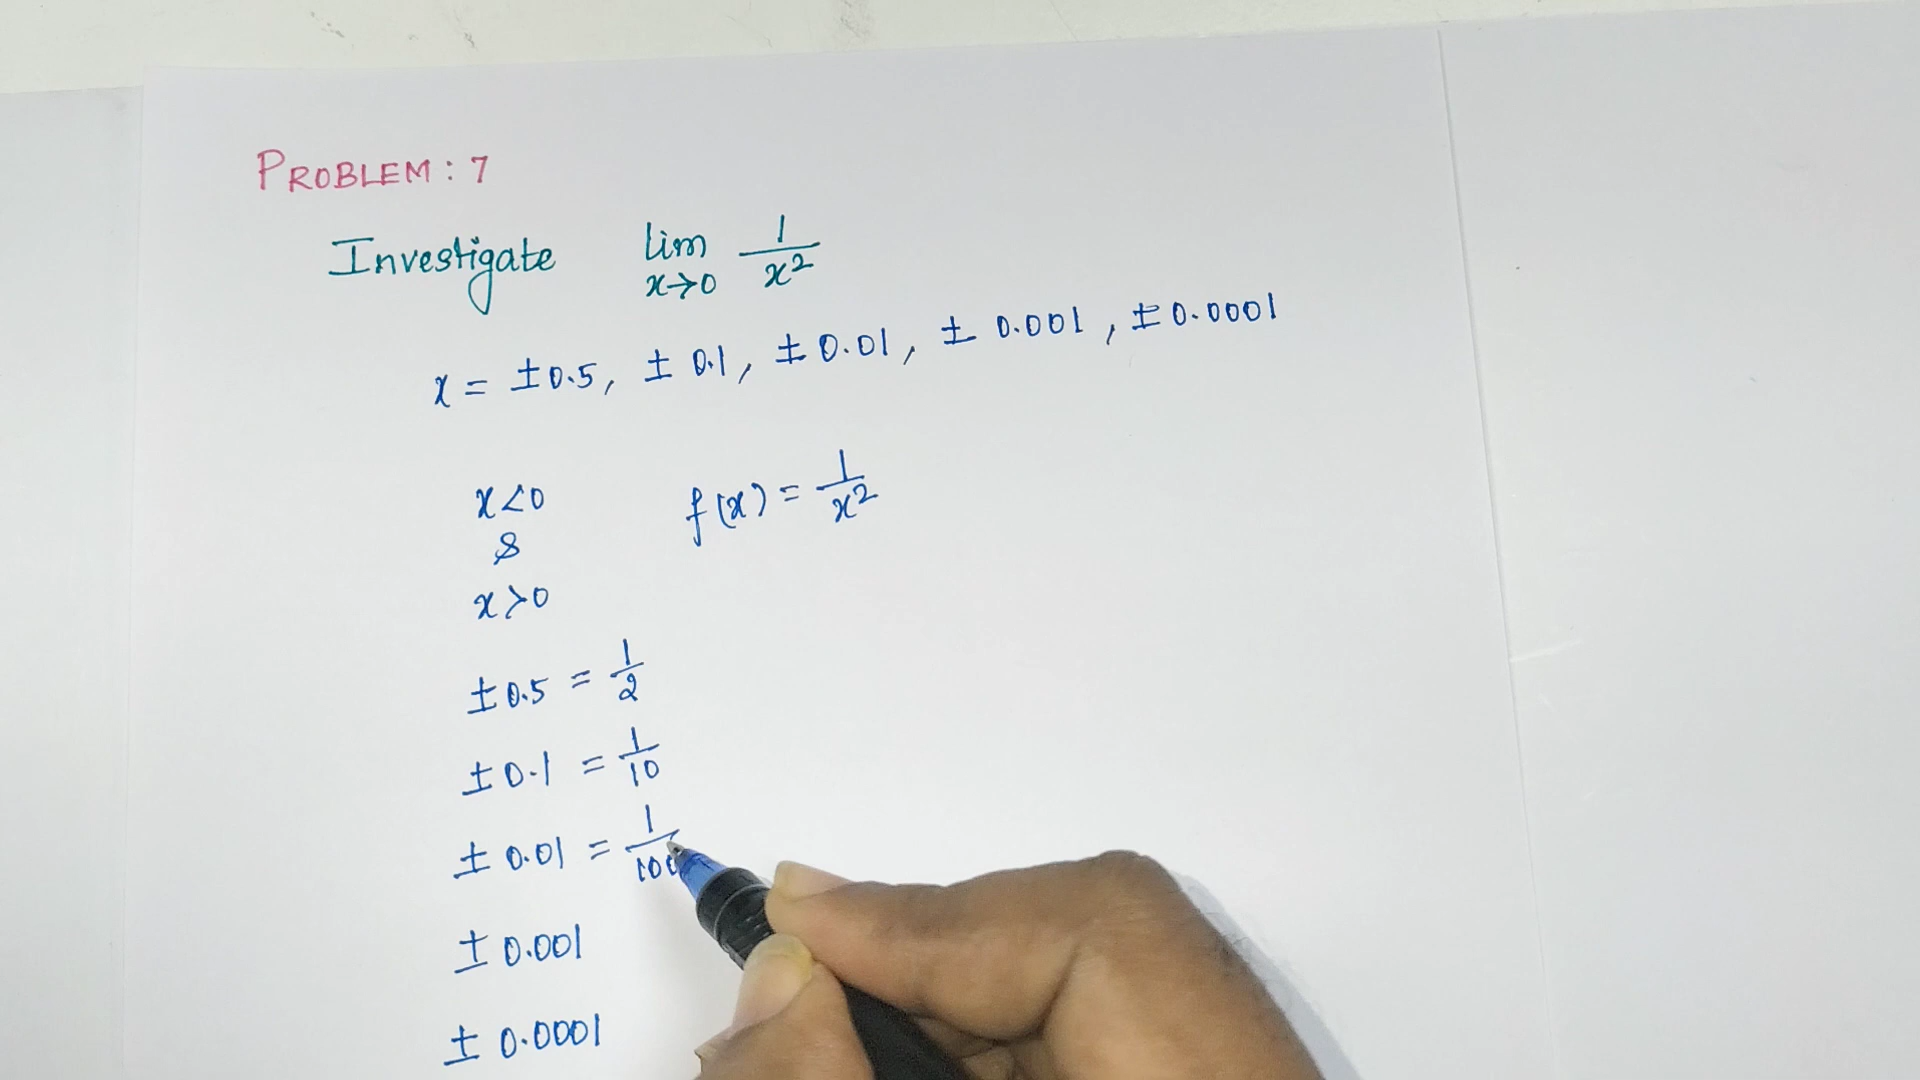 PROBLEM : 7
Investigate lim x→0 1/x²
x = ±0.5, ± 0.1, ± 0.01, ± 0.001, ± 0.0001
x<0 f(x) = 1/x²
&
x>0
±0.5 = 1/2
±0.1 = 1/10
± 0.01 = 1/100
± 0.001
± 0.0001